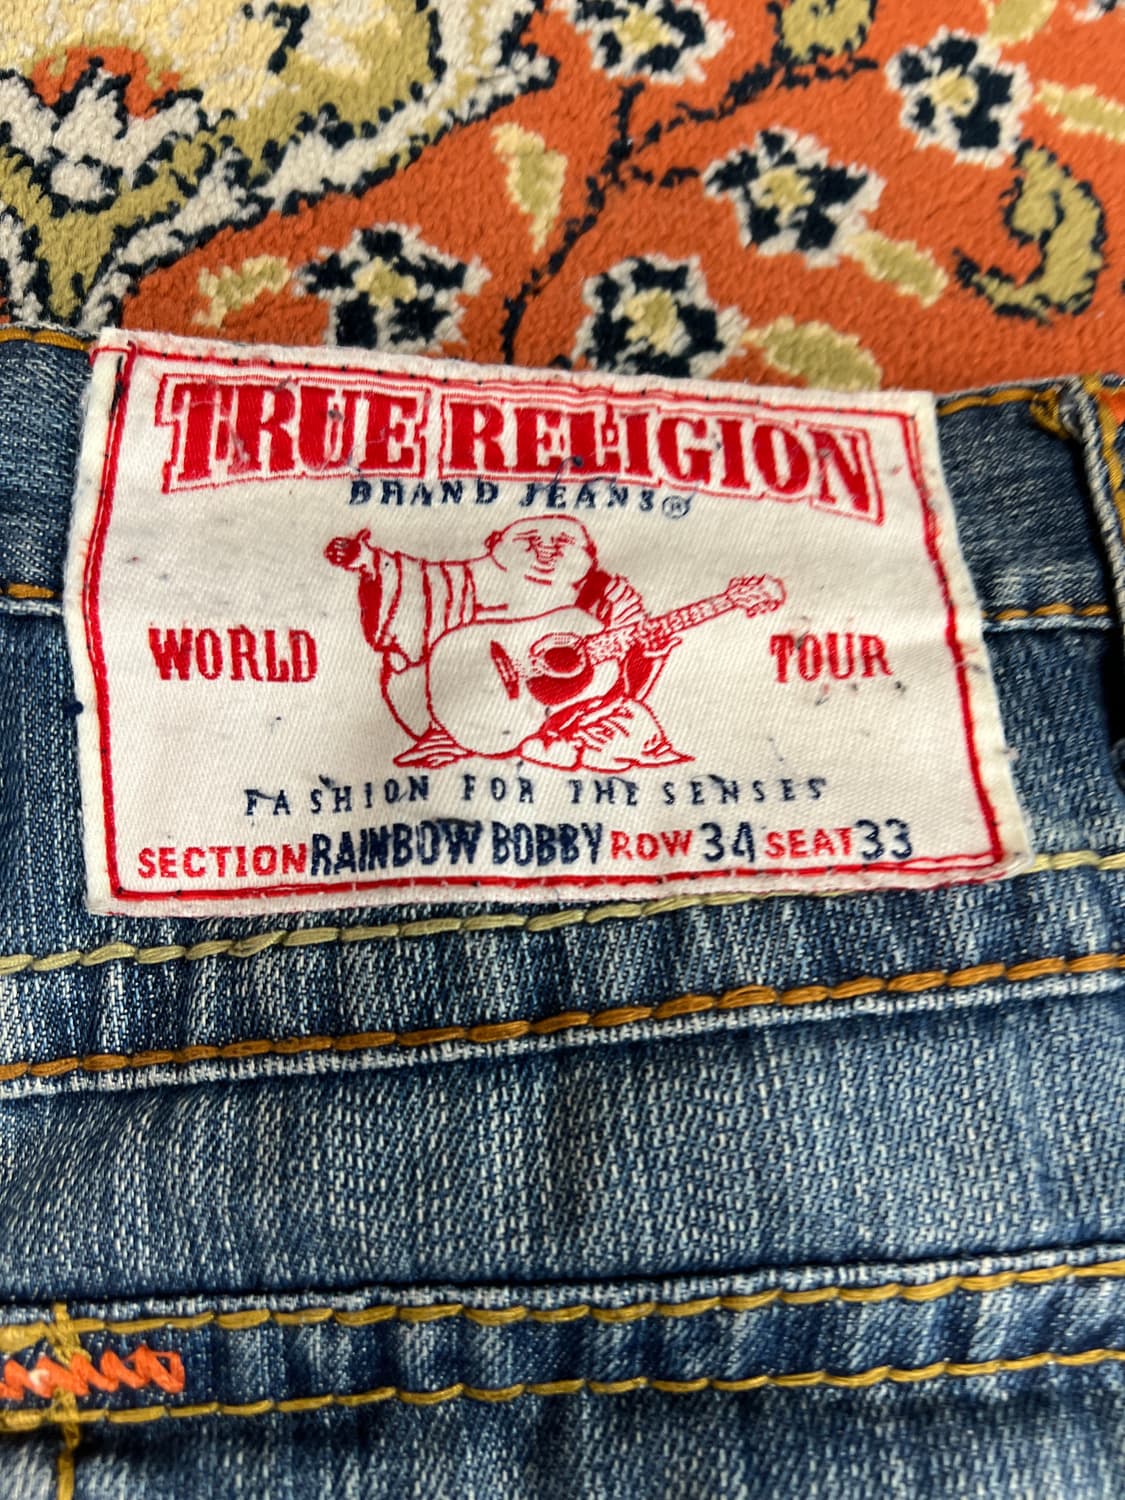 TRUE RELIGION
BRAND JEANS®
WORLD TOUR
FASHION FOR THE SENSES
SECTION RAINBOW BOBBY ROW 34 SEAT 33